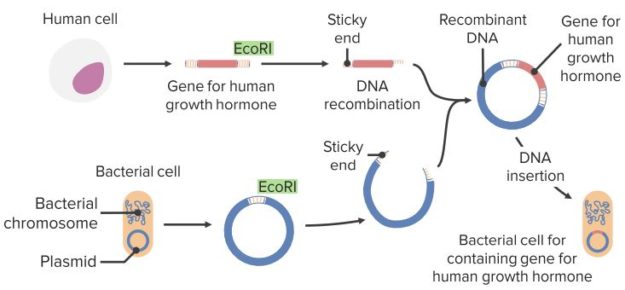 Human cell
EcoRI
Gene for human
growth hormone
Sticky
end
DNA
recombination
Recombinant
DNA
Gene for
human
growth
hormone
Bacterial cell
Bacterial
chromosome
Plasmid
EcoRI
Sticky
end
DNA
insertion
Bacterial cell for
containing gene for
human growth hormone